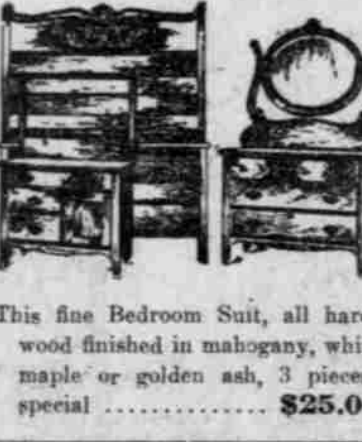 This fine Bedroom Suit, all hard
wood finished in mahogany, whi
maple or golden ash, 3 piece
special .............. $25.0